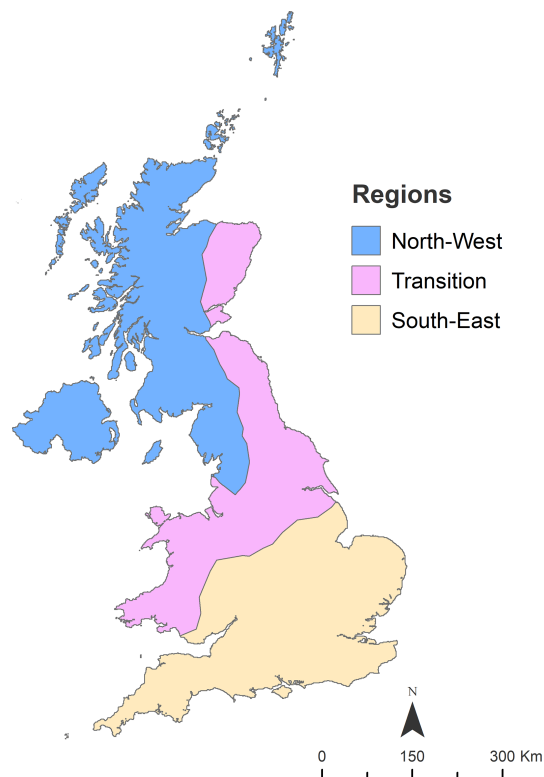 Regions
North-West
Transition
South-East
N
0 150 300 Km